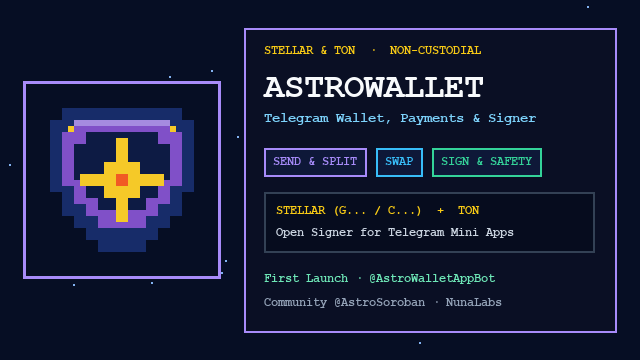 STELLAR & TON · NON-CUSTODIAL
ASTROWALLET
Telegram Wallet, Payments & Signer
SEND & SPLIT SWAP SIGN & SAFETY
STELLAR (G... / C...) + TON
Open Signer for Telegram Mini Apps
First Launch · @AstroWalletAppBot
Community @AstroSoroban · NunaLabs